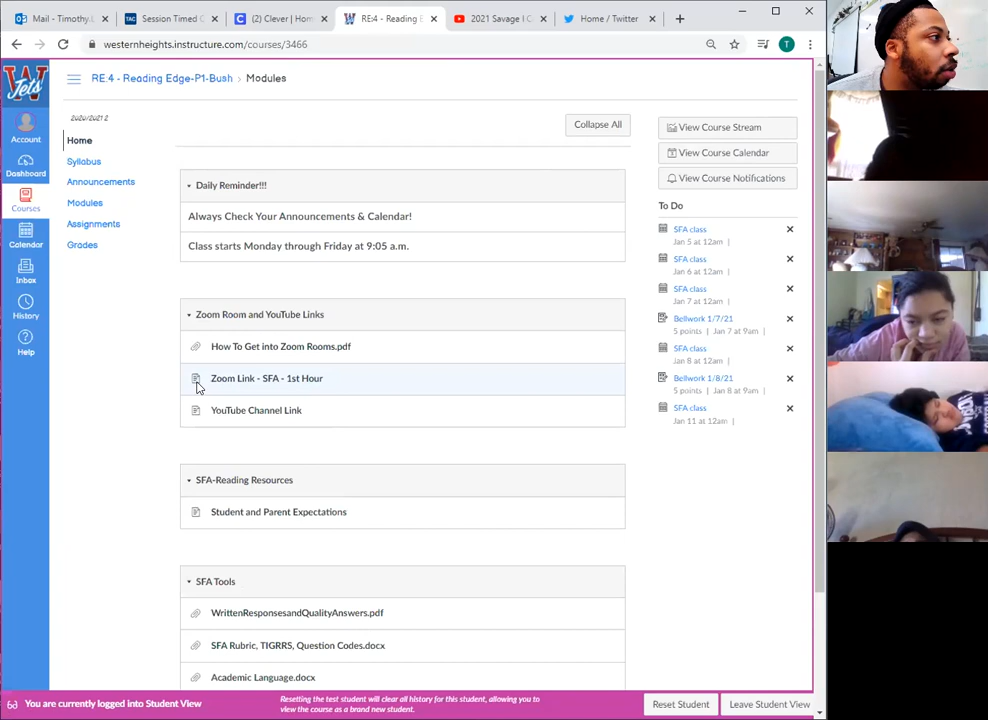 Mail - Timothy.
TAC Session Timed O
(2) Clever | Hom
RE:4 - Reading E
2021 Savage I C
Home / Twitter
westernheights.instructure.com/courses/3466
T
W
Jets
RE.4 - Reading Edge-P1-Bush > Modules
2020/2021 2
Collapse All
Account
Dashboard
Courses
Calendar
Inbox
History
Help
Home
Syllabus
Announcements
Modules
Assignments
Grades
Daily Reminder!!!
Always Check Your Announcements & Calendar!
Class starts Monday through Friday at 9:05 a.m.
Zoom Room and YouTube Links
How To Get into Zoom Rooms.pdf
Zoom Link - SFA - 1st Hour
YouTube Channel Link
SFA-Reading Resources
Student and Parent Expectations
SFA Tools
WrittenResponsesandQualityAnswers.pdf
SFA Rubric, TIGRRS, Question Codes.docx
Academic Language.docx
View Course Stream
View Course Calendar
View Course Notifications
To Do
SFA class
Jan 5 at 12am |
SFA class
Jan 6 at 12am |
SFA class
Jan 7 at 12am |
Bellwork 1/7/21
5 points | Jan 7 at 9am |
SFA class
Jan 8 at 12am |
Bellwork 1/8/21
5 points | Jan 8 at 9am |
SFA class
Jan 11 at 12am |
You are currently logged into Student View
Resetting the test student will clear all history for this student, allowing you to
view the course as a brand new student.
Reset Student
Leave Student View